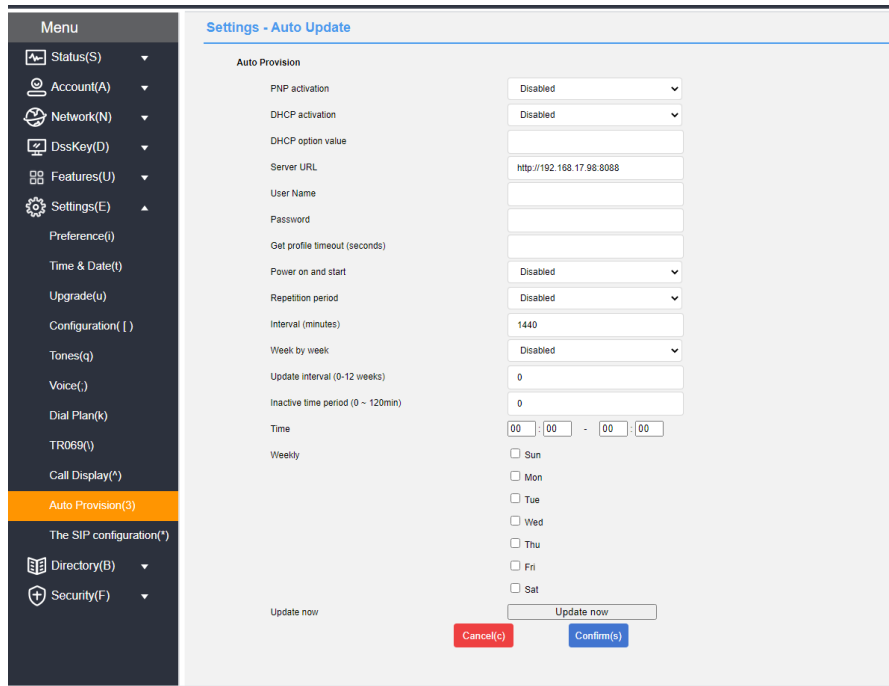 Menu
Status(S)
Account(A)
Network(N)
DssKey(D)
Features(U)
Settings(E)
Preference(i)
Time & Date(t)
Upgrade(u)
Configuration( [ )
Tones(q)
Voice(;)
Dial Plan(k)
TR069(\)
Call Display(^)
Auto Provision(3)
The SIP configuration(*)
Directory(B)
Security(F)
Settings - Auto Update
Auto Provision
PNP activation Disabled
DHCP activation Disabled
DHCP option value
Server URL http://192.168.17.98:8088
User Name
Password
Get profile timeout (seconds)
Power on and start Disabled
Repetition period Disabled
Interval (minutes) 1440
Week by week Disabled
Update interval (0-12 weeks) 0
Inactive time period (0 ~ 120min) 0
Time 00 : 00 - 00 : 00
Weekly Sun
Mon
Tue
Wed
Thu
Fri
Sat
Update now Update now
Cancel(c) Confirm(s)